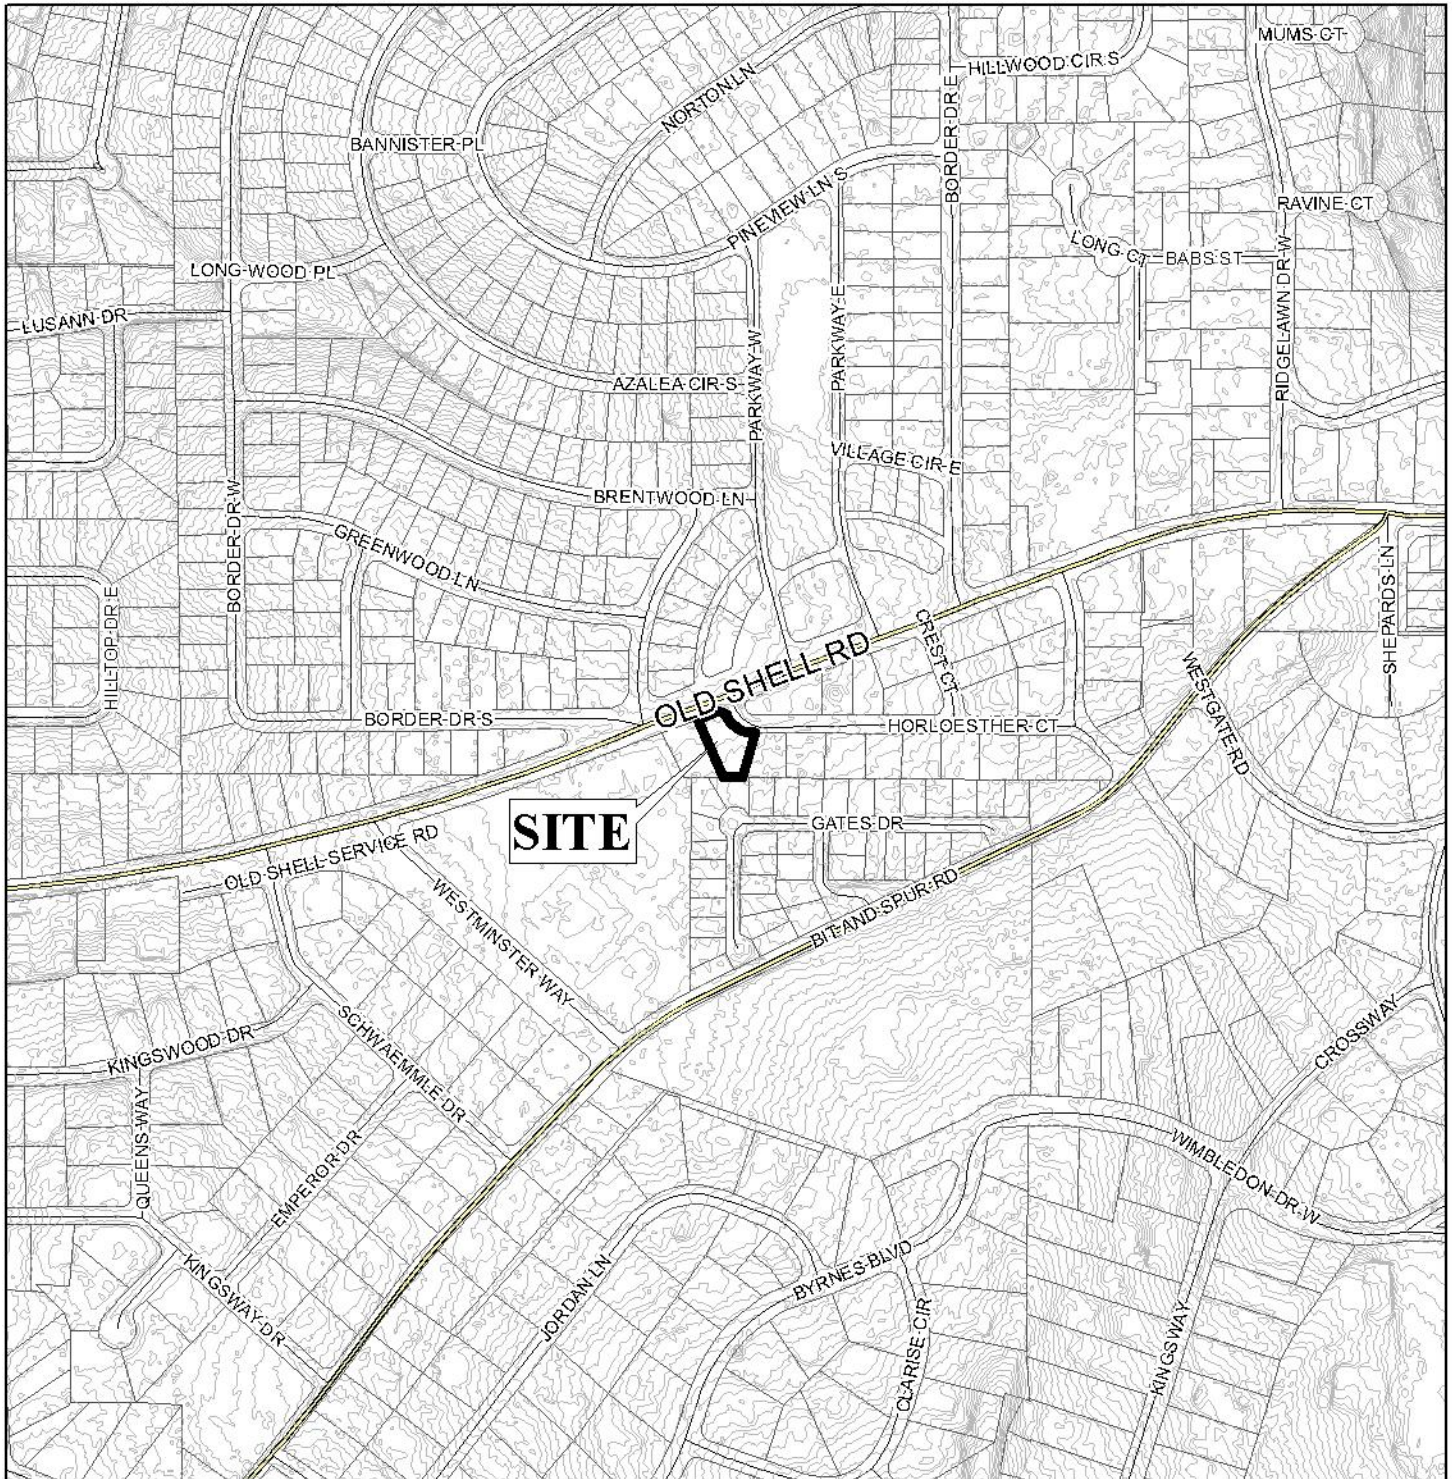 MUMS CT
HILLWOOD CIR S
NORTON LN
BORDER DR E
BANNISTER PL
PINEVIEW LN S
RAVINE CT
LONG CT
BABS ST
LONG WOOD PL
RIDGELAWN DR W
LUSANN DR
PARKWAY E
PARKWAY W
AZALEA CIR S
VILLAGE CIR E
BRENTWOOD LN
BORDER DR W
GREENWOOD LN
HILLTOP DR E
SHEPARDS LN
CREST CT
OLD SHELL RD
WESTGATE RD
BORDER DR S
HORLOESTHER CT
SITE
GATES DR
OLD SHELL SERVICE RD
BIT AND SPUR RD
WESTMINSTER WAY
KINGSWOOD DR
SCHWAEMMLE DR
CROSSWAY
QUEENS WAY
EMPEROR DR
WIMBLEDON DR W
KINGSWAY DR
JORDAN LN
BYRNES BLVD
CLARISE CIR
KINGSWAY